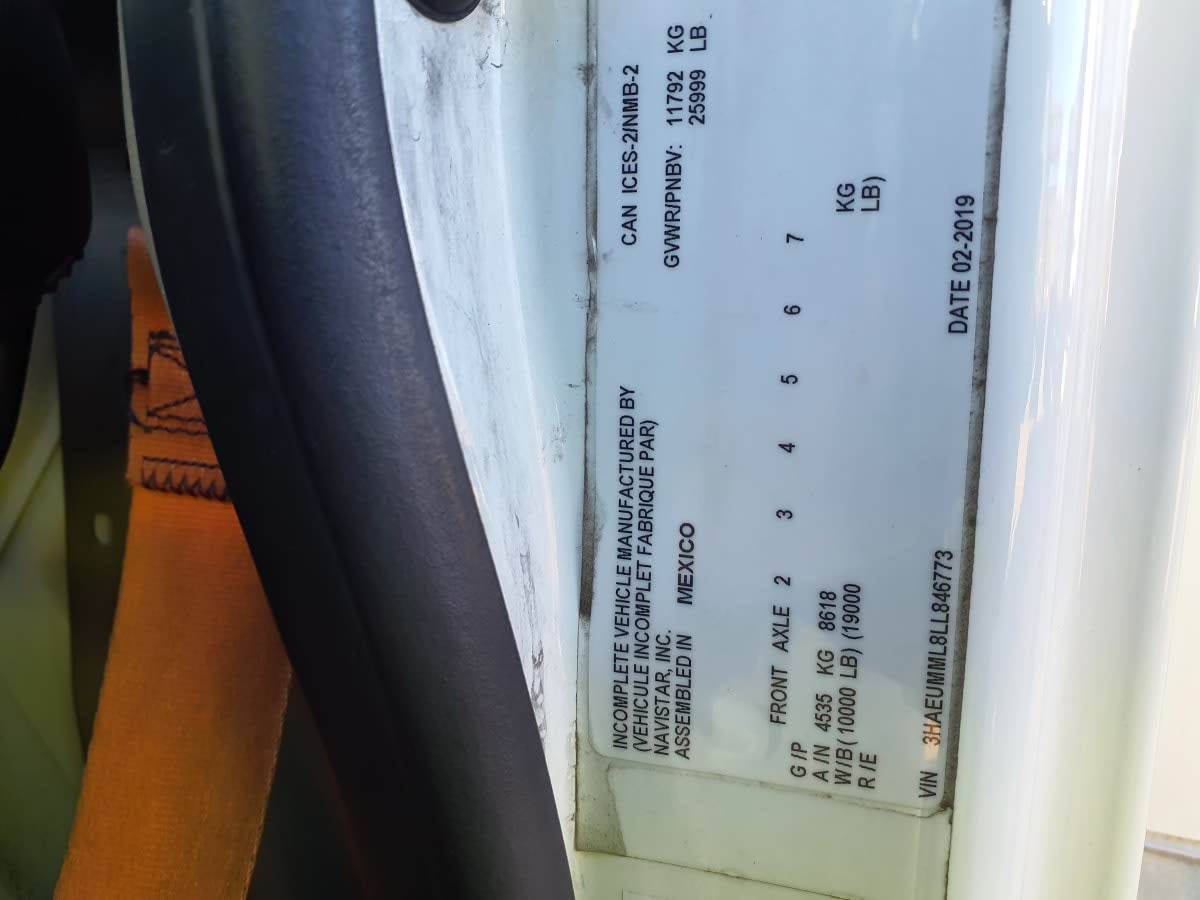 INCOMPLETE VEHICLE MANUFACTURED BY
(VEHICULE INCOMPLET FABRIQUE PAR)
NAVISTAR, INC.
ASSEMBLED IN MEXICO
CAN ICES-2/NMB-2
GVWR/PNBV: 11792 KG
25999 LB
FRONT AXLE 2 3 4 5 6 7
G/P
A/N 4535 KG 8618 KG
W/B (10000 LB) (19000 LB)
R/E
VIN 3HAEUMML8LL846773
DATE 02-2019